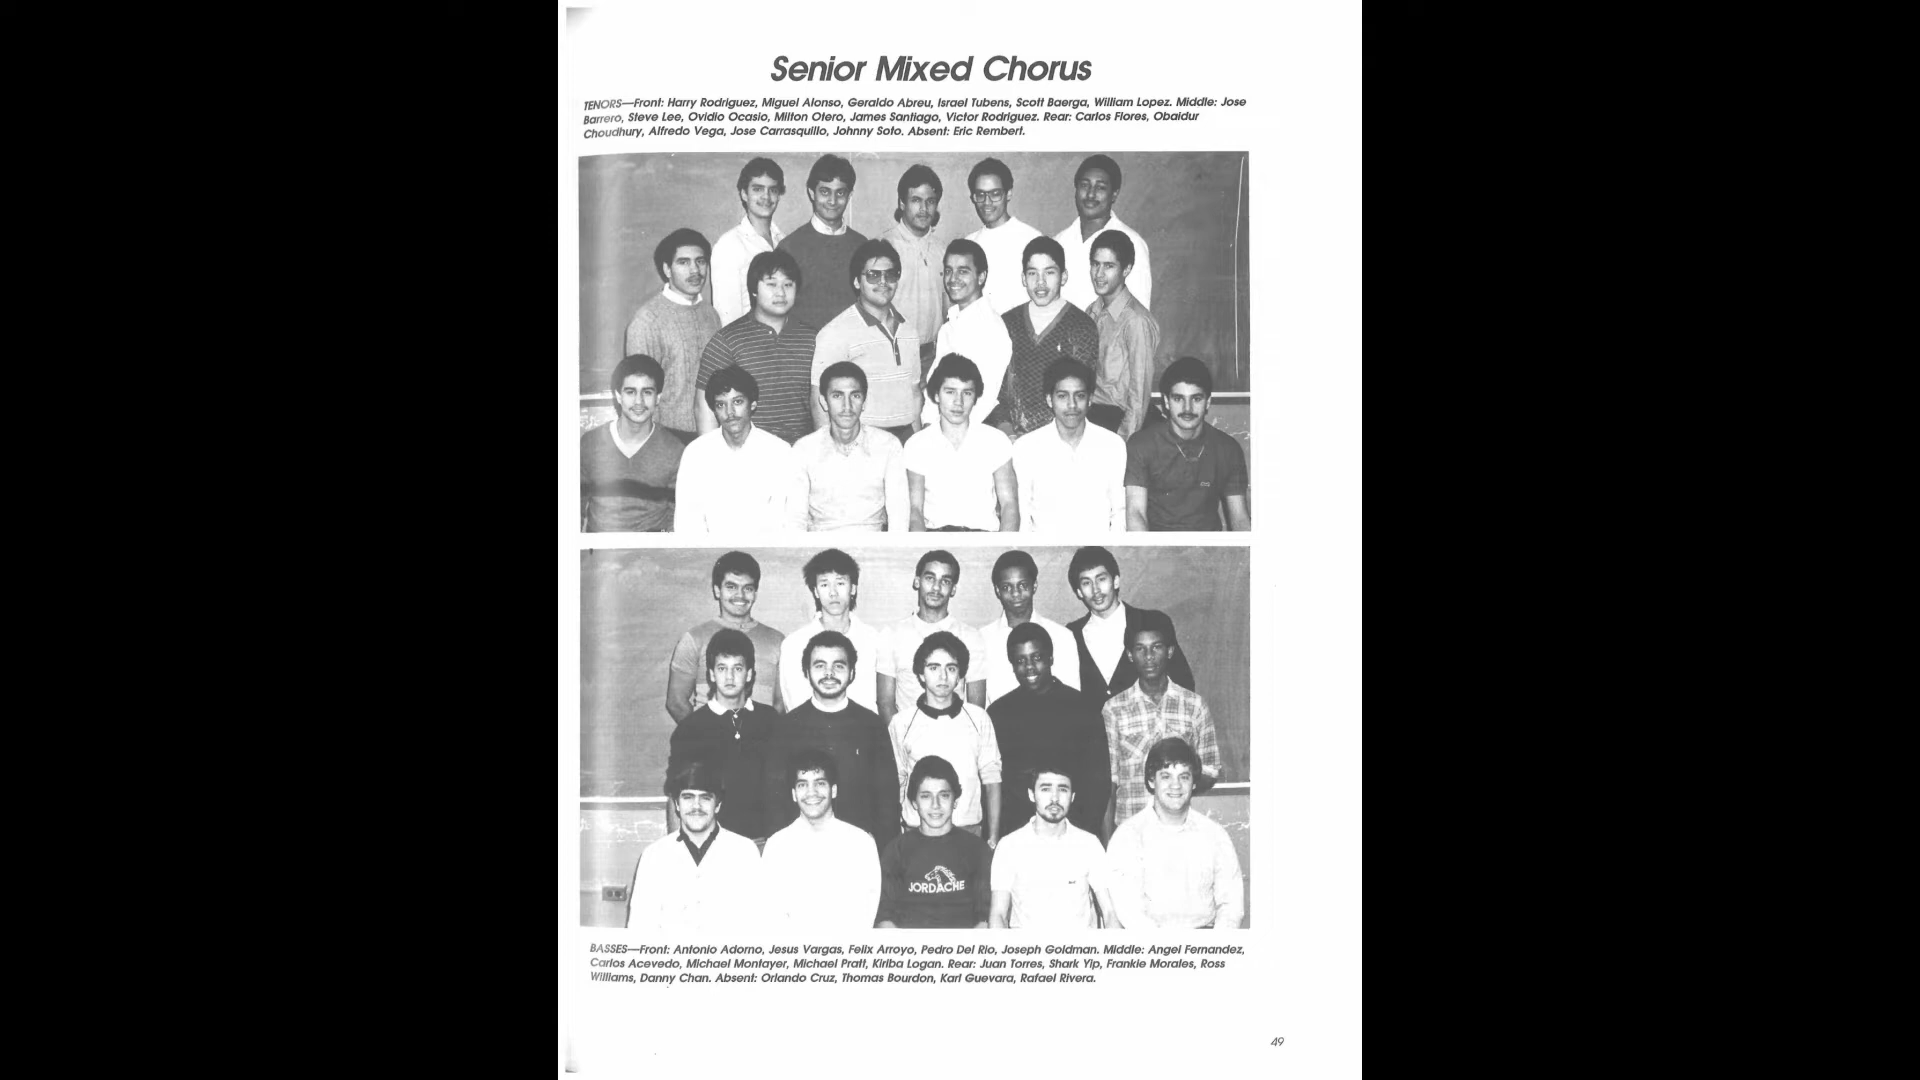 Senior Mixed Chorus
TENORS—Front: Harry Rodriguez, Miguel Alonso, Geraldo Abreu, Israel Tubens, Scott Baerga, William Lopez. Middle: Jose
Barrero, Steve Lee, Ovidio Ocasio, Milton Otero, James Santiago, Victor Rodriguez. Rear: Carlos Flores, Obaidur
Choudhury, Alfredo Vega, Jose Carrasquillo, Johnny Soto. Absent: Eric Rembert.
JORDACHE
BASSES—Front: Antonio Adorno, Jesus Vargas, Felix Arroyo, Pedro Del Rio, Joseph Goldman. Middle: Angel Fernandez,
Carlos Acevedo, Michael Montayer, Michael Pratt, Kiriba Logan. Rear: Juan Torres, Shark Yip, Frankie Morales, Ross
Williams, Danny Chan. Absent: Orlando Cruz, Thomas Bourdon, Karl Guevara, Rafael Rivera.
49